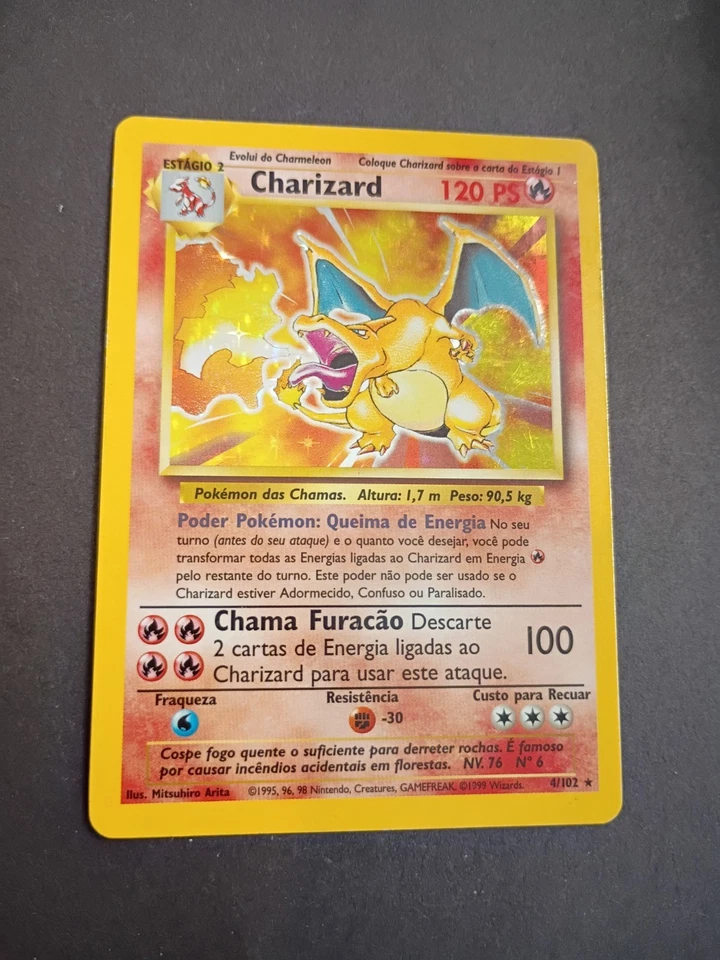 ESTÁGIO 2
Evolui do Charmeleon
Coloque Charizard sobre a carta do Estágio 1
Charizard
120 PS
Pokémon das Chamas. Altura: 1,7 m Peso: 90,5 kg
Poder Pokémon: Queima de Energia No seu
turno (antes do seu ataque) e o quanto você desejar, você pode
transformar todas as Energias ligadas ao Charizard em Energia
pelo restante do turno. Este poder não pode ser usado se o
Charizard estiver Adormecido, Confuso ou Paralisado.
Chama Furacão Descarte
2 cartas de Energia ligadas ao
Charizard para usar este ataque.
100
Fraqueza
Resistência
Custo para Recuar
-30
Cospe fogo quente o suficiente para derreter rochas. É famoso
por causar incêndios acidentais em florestas. NV. 76 N° 6
Ilus. Mitsuhiro Arita
©1995, 96, 98 Nintendo, Creatures, GAMEFREAK. ©1999 Wizards.
4/102 ★